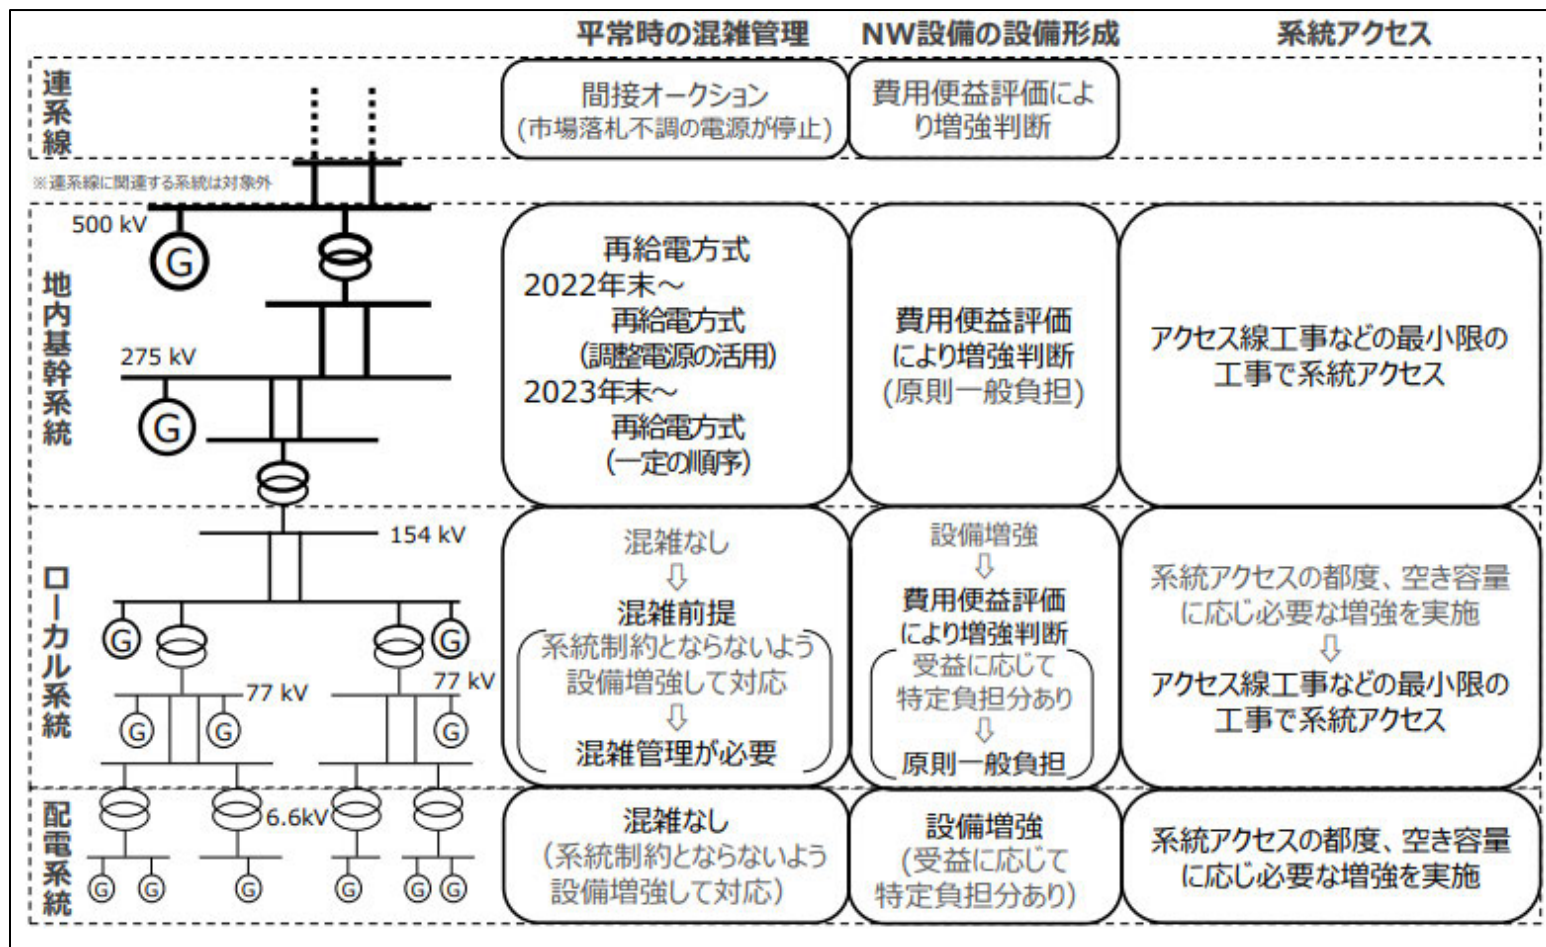 平常時の混雑管理
NW設備の設備形成
系統アクセス
連系線
間接オークション
(市場落札不調の電源が停止)
費用便益評価によ
り増強判断
※連系線に関連する系統は対象外
地内基幹系統
500 kV
G
275 kV
G
再給電方式
2022年末～
再給電方式
(調整電源の活用)
2023年末～
再給電方式
(一定の順序)
費用便益評価
により増強判断
(原則一般負担)
アクセス線工事などの最小限の
工事で系統アクセス
ローカル系統
154 kV
G
G
77 kV
77 kV
G
G
G
混雑なし
⇩
混雑前提
系統制約とならないよう
設備増強して対応
⇩
混雑管理が必要
設備増強
⇩
費用便益評価
により増強判断
受益に応じて
特定負担分あり
⇩
原則一般負担
系統アクセスの都度、空き容量
に応じ必要な増強を実施
⇩
アクセス線工事などの最小限の
工事で系統アクセス
配電系統
6.6kV
G
G
G
G
G
G
混雑なし
(系統制約とならないよう
設備増強して対応)
設備増強
(受益に応じて
特定負担分あり)
系統アクセスの都度、空き容量
に応じ必要な増強を実施